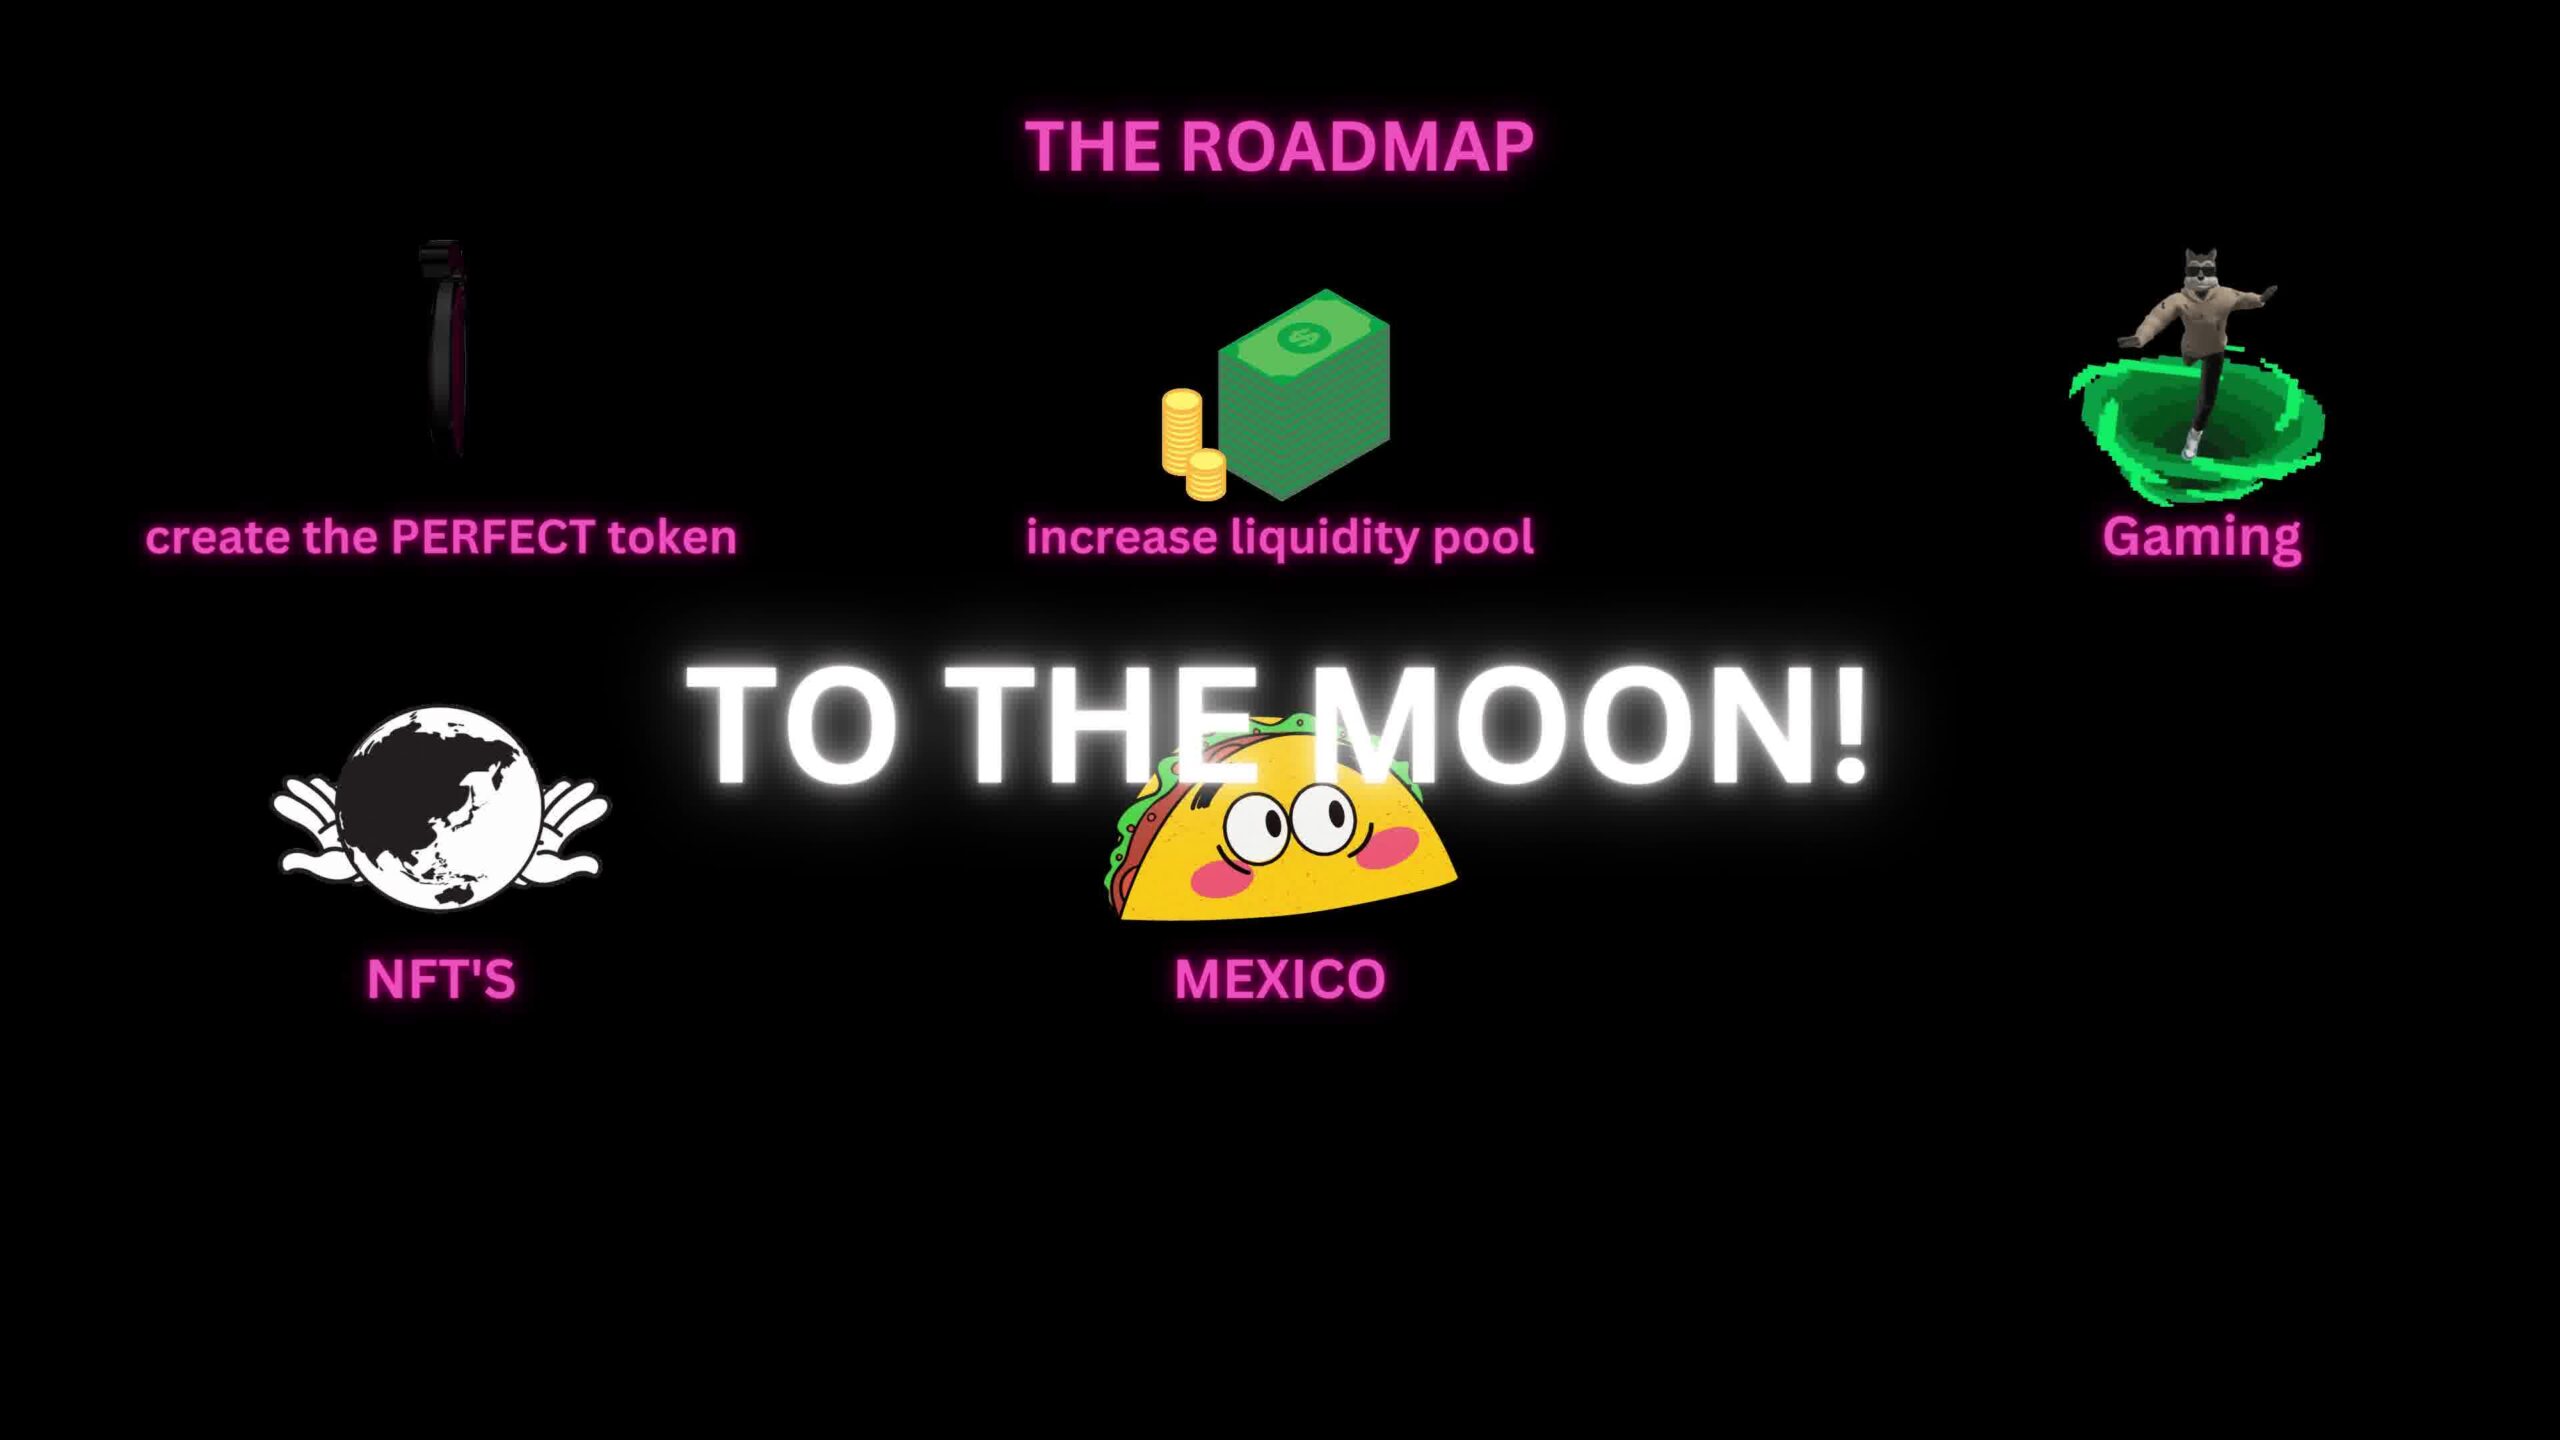 THE ROADMAP
create the PERFECT token
increase liquidity pool
Gaming
TO THE MOON!
NFT'S
MEXICO